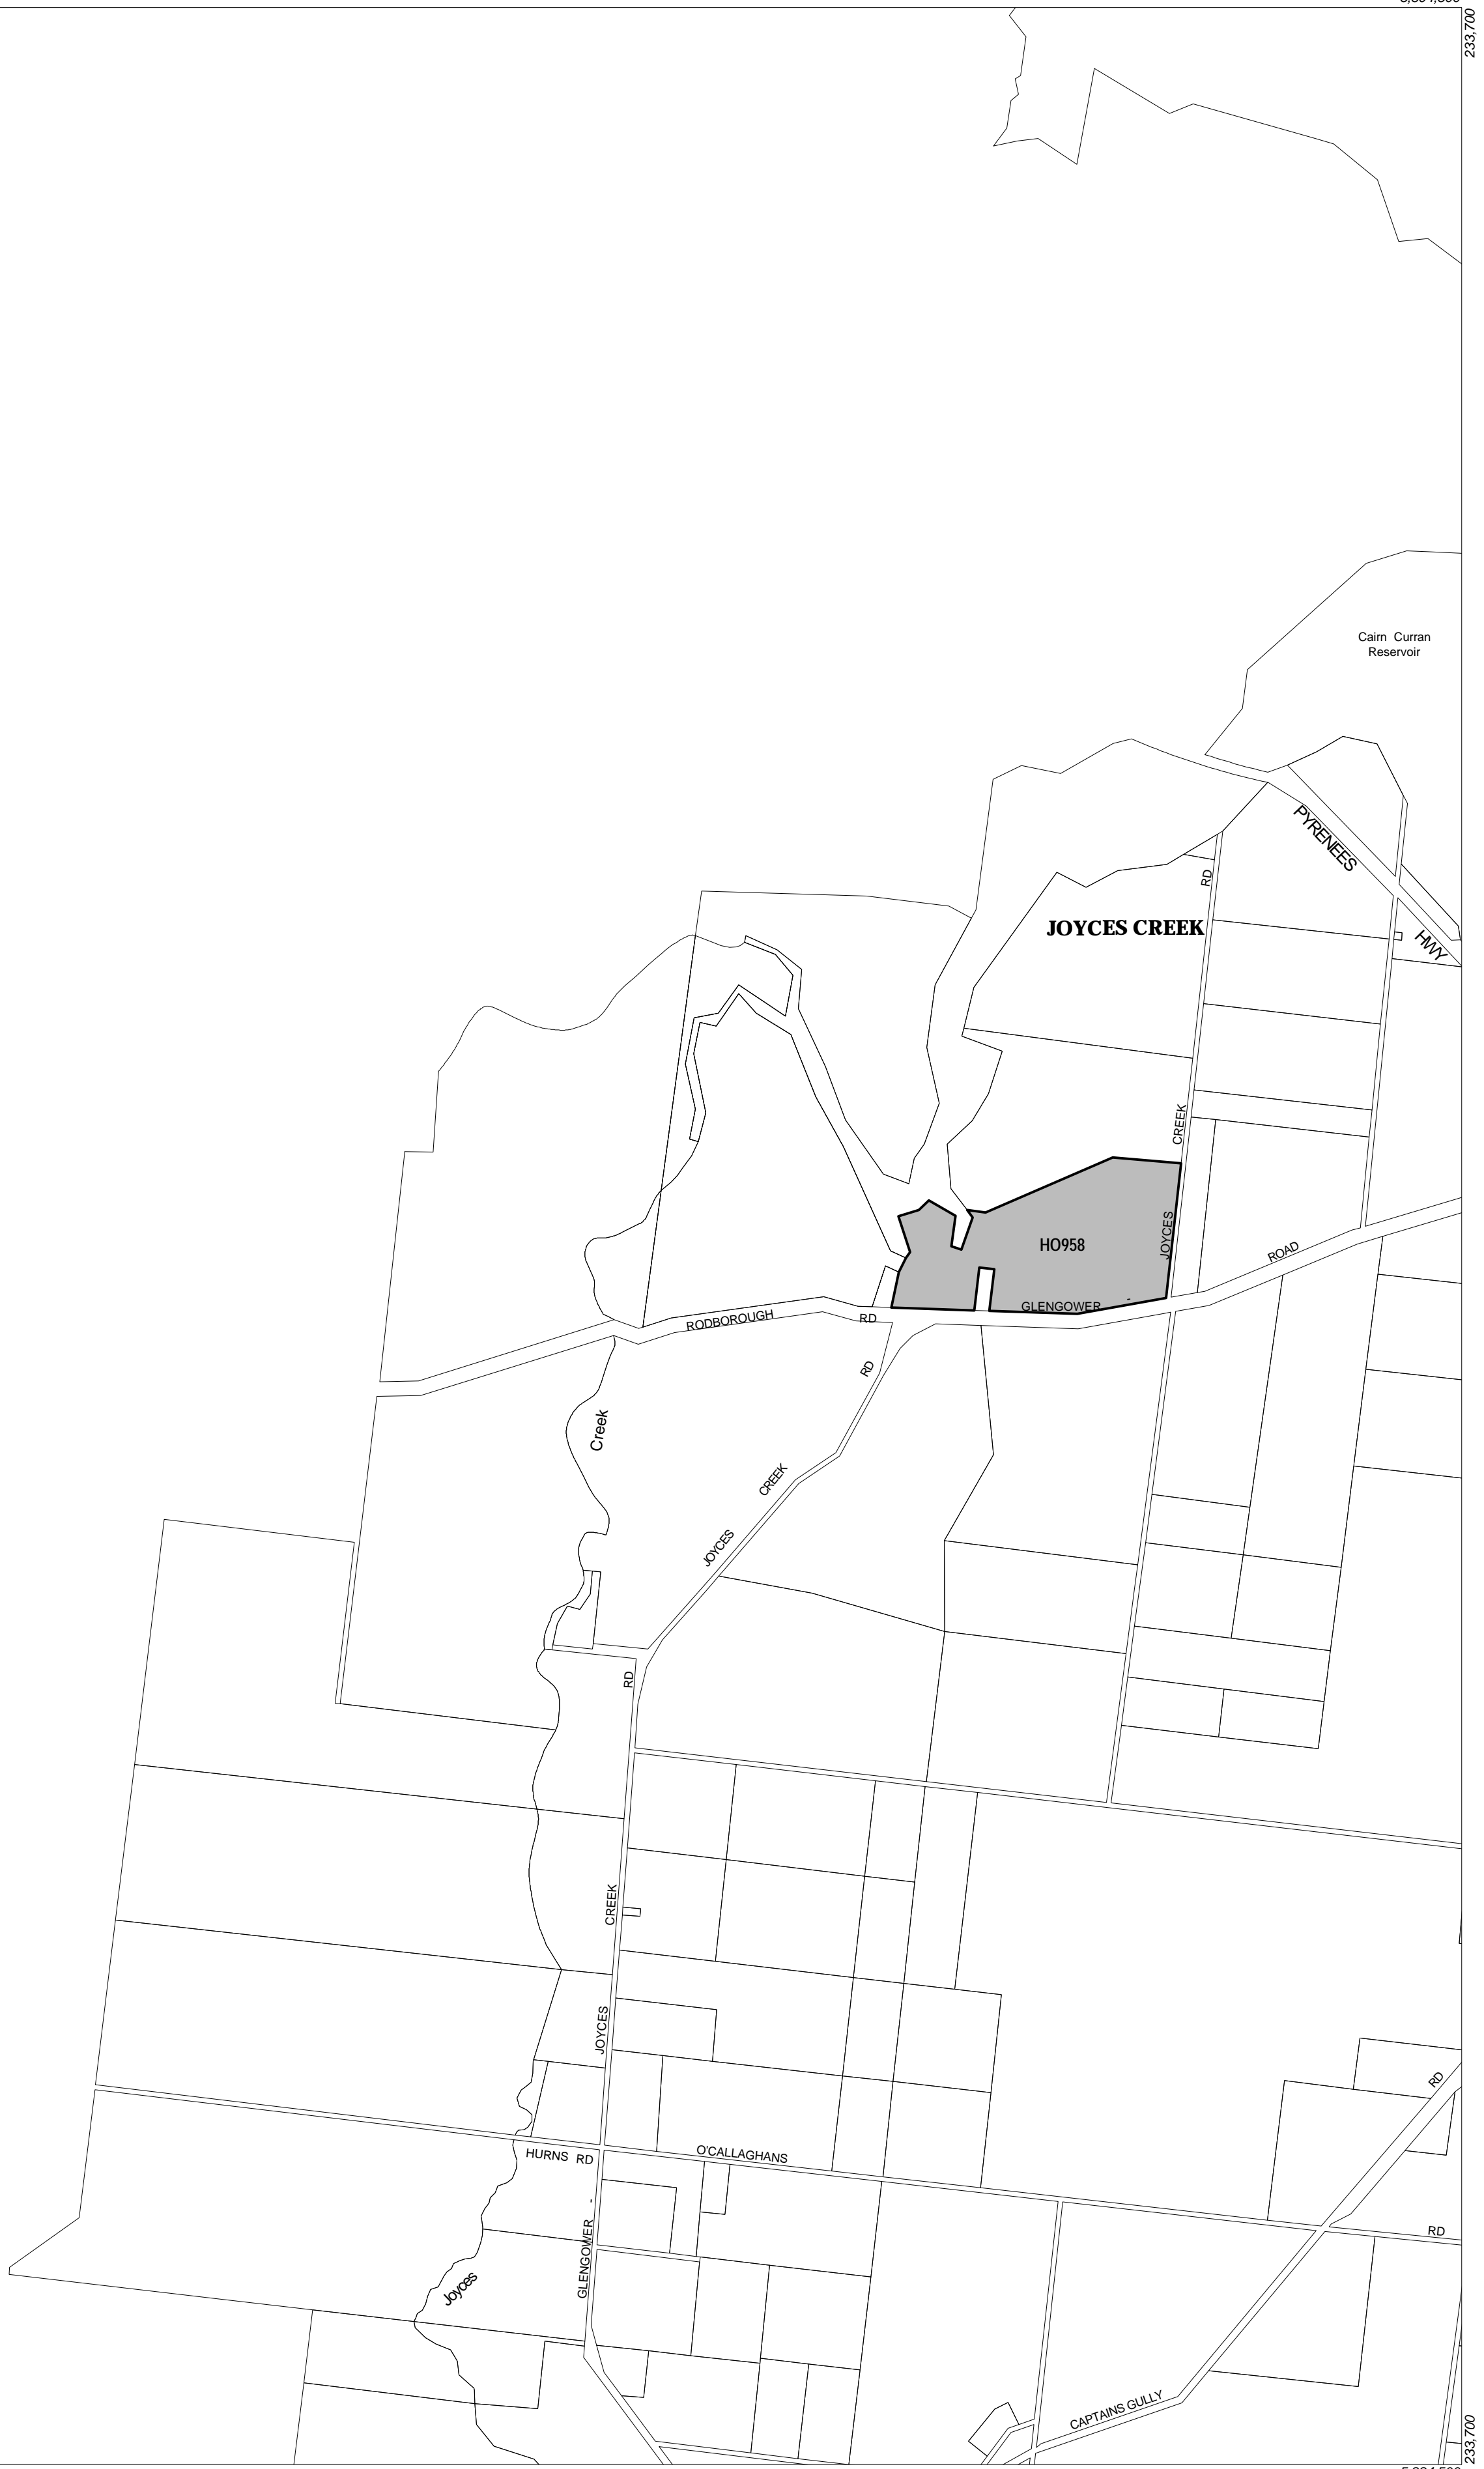 233,700
Cairn Curran
Reservoir
PYRENEES
HWY
RD
JOYCES CREEK
CREEK
JOYCES
HO958
ROAD
GLENGOWER -
RODBOROUGH
RD
RD
CREEK
JOYCES
Creek
RD
CREEK
JOYCES
RD
HURNS RD
O'CALLAGHANS
RD
GLENGOWER -
Joyces
CAPTAINS GULLY
233,700